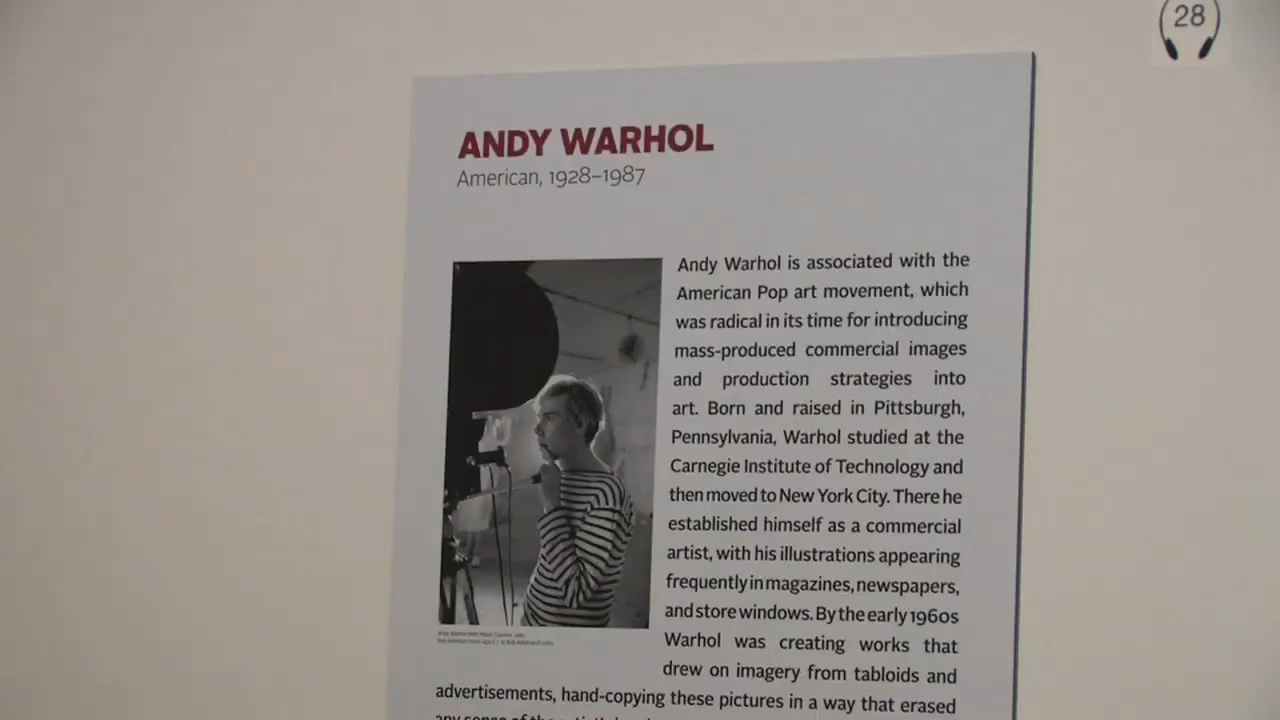 28
ANDY WARHOL
American, 1928–1987
Andy Warhol is associated with the
American Pop art movement, which
was radical in its time for introducing
mass-produced commercial images
and production strategies into
art. Born and raised in Pittsburgh,
Pennsylvania, Warhol studied at the
Carnegie Institute of Technology and
then moved to New York City. There he
established himself as a commercial
artist, with his illustrations appearing
frequently in magazines, newspapers,
and store windows. By the early 1960s
Warhol was creating works that
drew on imagery from tabloids and
advertisements, hand-copying these pictures in a way that erased
any sense of the